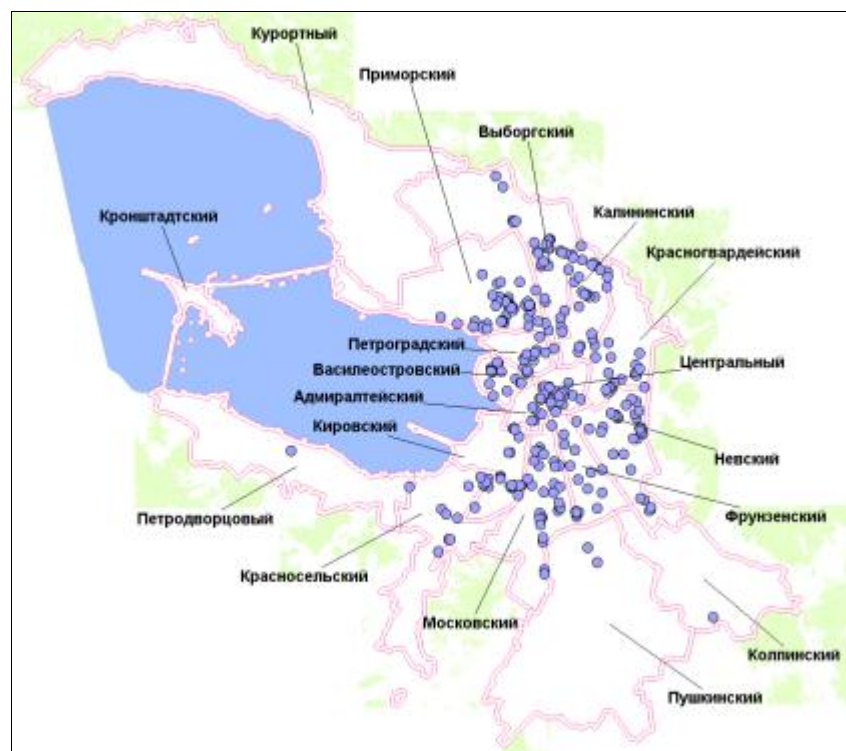 Курортный
Приморский
Выборгский
Кронштадтский
Калининский
Красногвардейский
Петроградский
Центральный
Василеостровский
Адмиралтейский
Кировский
Невский
Петродворцовый
Фрунзенский
Красносельский
Московский
Колпинский
Пушкинский